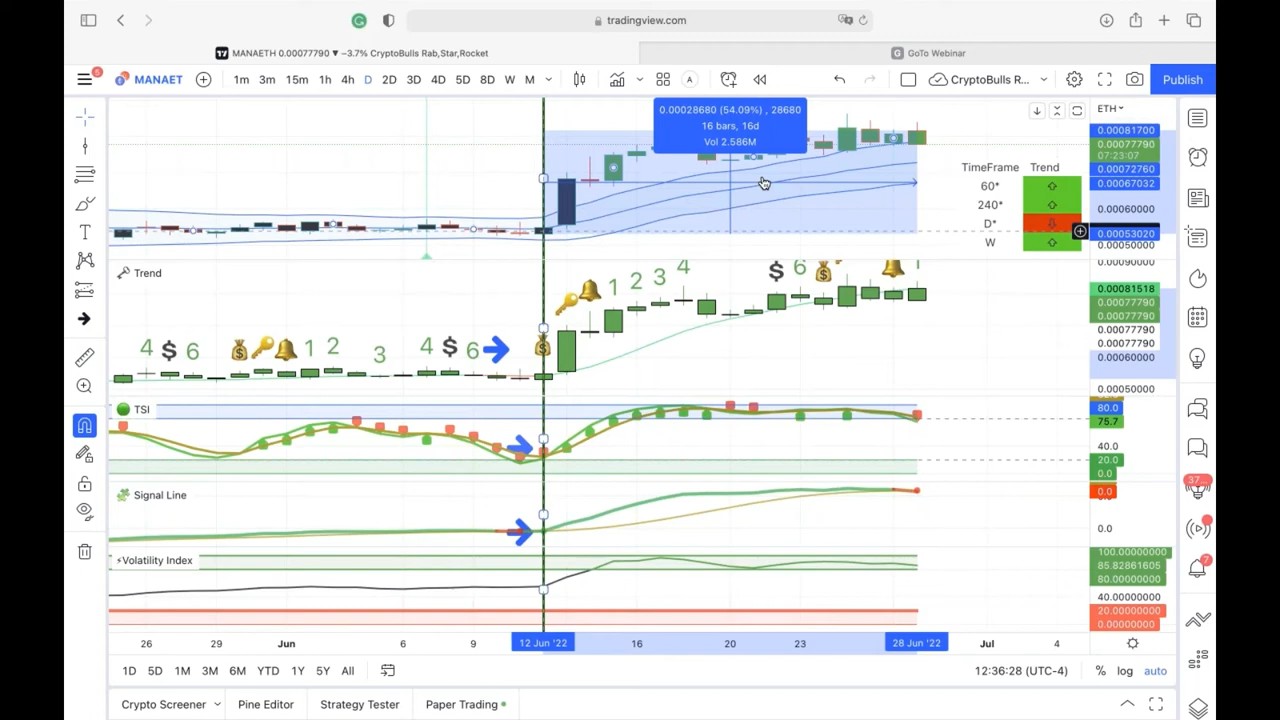 tradingview.com
MANAETH 0.00077790 ▼ −3.7% CryptoBulls Rab,Star,Rocket
GoTo Webinar
MANAET 1m 3m 15m 1h 4h D 2D 3D 4D 5D 8D W M CryptoBulls R... Publish
ETH
0.00028680 (54.09%) , 28680
16 bars, 16d
Vol 2.586M
TimeFrame Trend
60*
240*
D*
W
0.00081700
0.00077790
07:23:07
0.00072760
0.00067032
0.00060000
0.00053020
0.00050000
Trend
4 $ 6 1 2 3 4 $ 6 1 2 3 4 $ 6 1
0.00090000
0.00081518
0.00077790
0.00077790
0.00077790
0.00077790
0.00060000
0.00050000
TSI
80.0
75.7
40.0
20.0
0.0
Signal Line
0.0
0.0
Volatility Index
100.00000000
85.82861605
80.00000000
40.00000000
20.00000000
0.00000000
26 29 Jun 6 9 12 Jun '22 16 20 23 28 Jun '22 Jul 4
1D 5D 1M 3M 6M YTD 1Y 5Y All 12:36:28 (UTC-4) % log auto
Crypto Screener Pine Editor Strategy Tester Paper Trading
37...
7